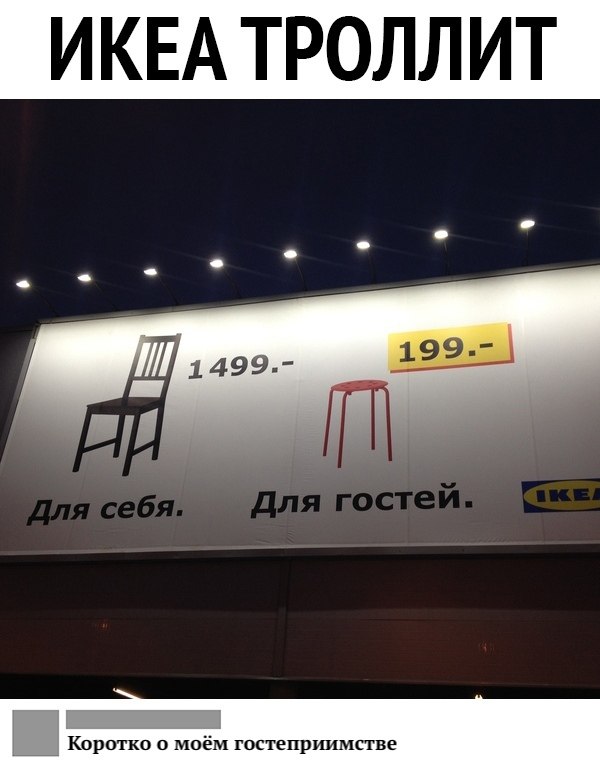 ИКЕА ТРОЛЛИТ
1 499.-
199.-
Для себя.
Для гостей.
IKEA
Коротко о моём гостеприимстве